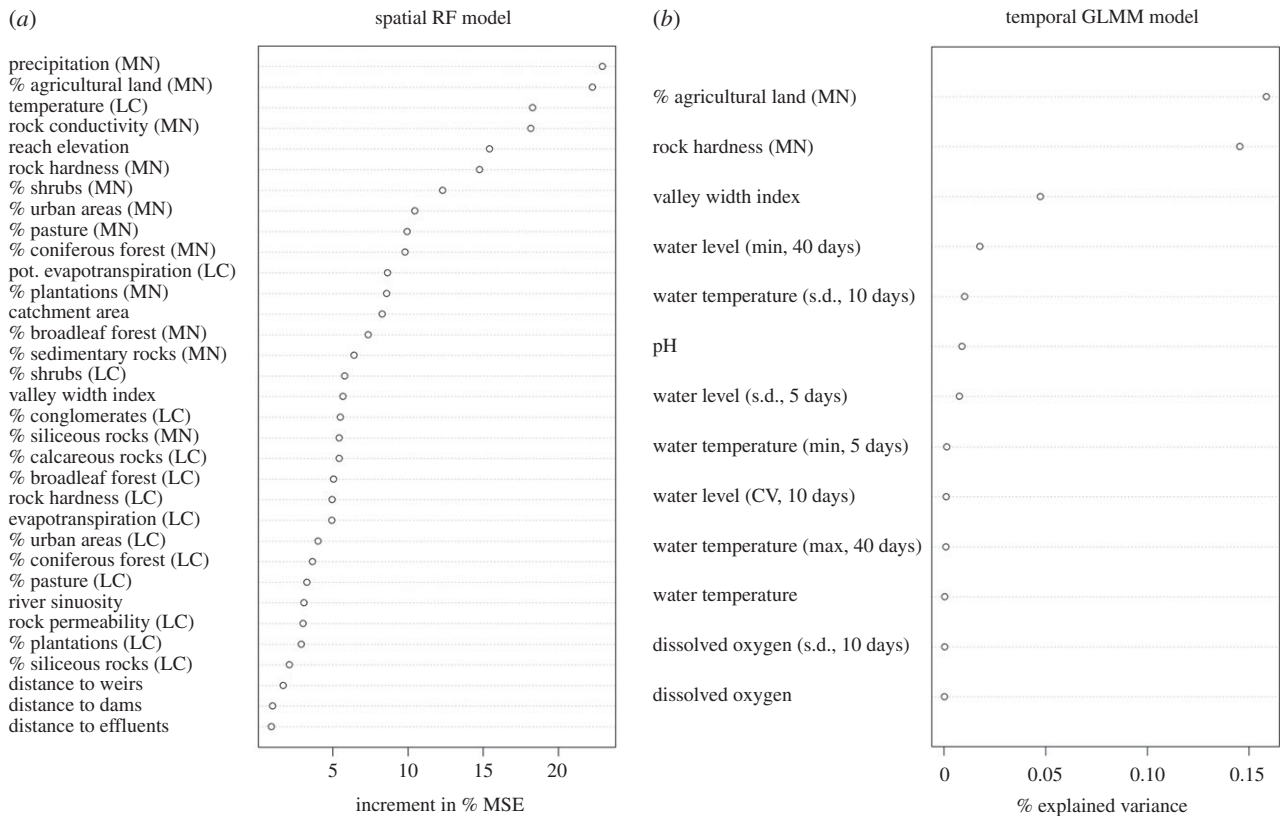 (a)
spatial RF model
precipitation (MN)
% agricultural land (MN)
temperature (LC)
rock conductivity (MN)
reach elevation
rock hardness (MN)
% shrubs (MN)
% urban areas (MN)
% pasture (MN)
% coniferous forest (MN)
pot. evapotranspiration (LC)
% plantations (MN)
catchment area
% broadleaf forest (MN)
% sedimentary rocks (MN)
% shrubs (LC)
valley width index
% conglomerates (LC)
% siliceous rocks (MN)
% calcareous rocks (LC)
% broadleaf forest (LC)
rock hardness (LC)
evapotranspiration (LC)
% urban areas (LC)
% coniferous forest (LC)
% pasture (LC)
river sinuosity
rock permeability (LC)
% plantations (LC)
% siliceous rocks (LC)
distance to weirs
distance to dams
distance to effluents
5 10 15 20
increment in % MSE
(b)
temporal GLMM model
% agricultural land (MN)
rock hardness (MN)
valley width index
water level (min, 40 days)
water temperature (s.d., 10 days)
pH
water level (s.d., 5 days)
water temperature (min, 5 days)
water level (CV, 10 days)
water temperature (max, 40 days)
water temperature
dissolved oxygen (s.d., 10 days)
dissolved oxygen
0 0.05 0.10 0.15
% explained variance